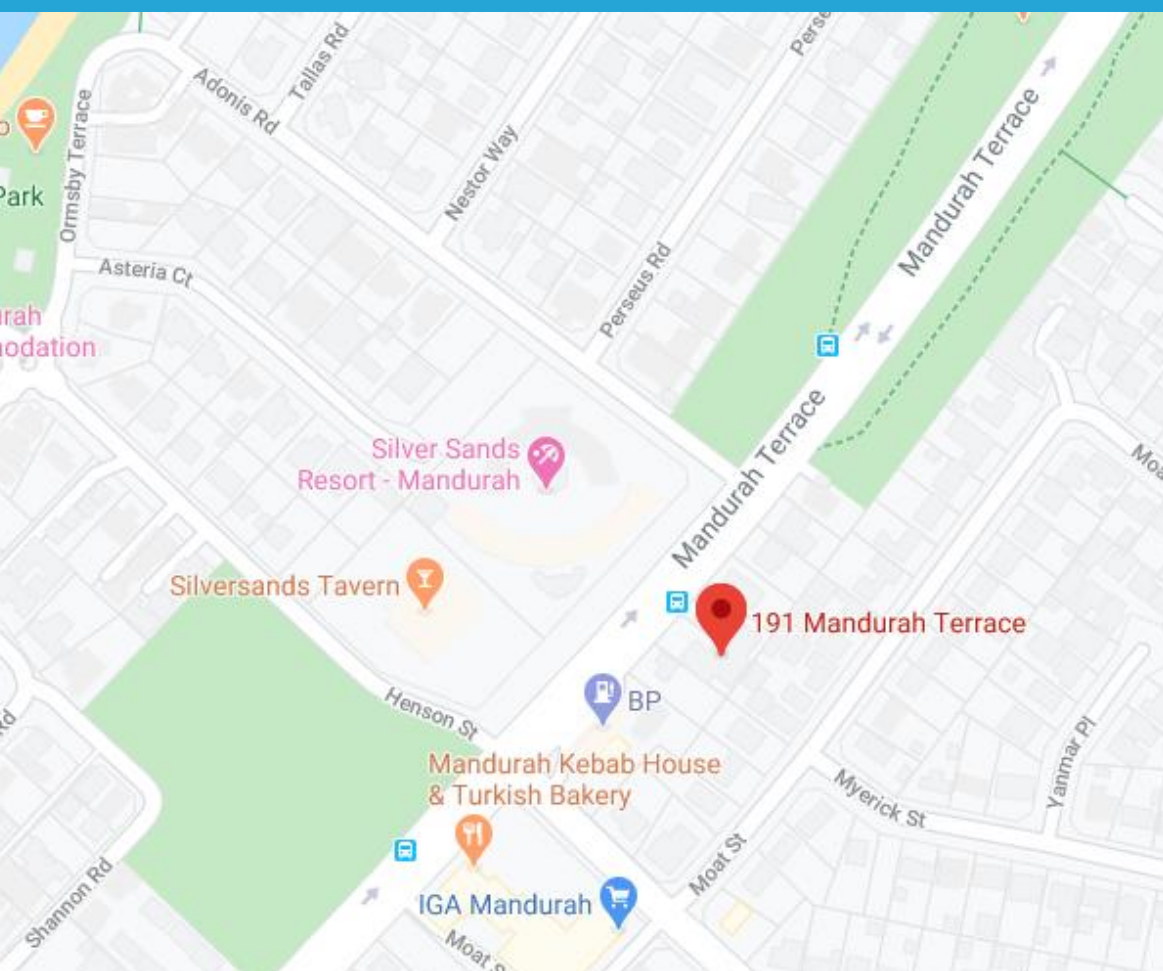 Perse
Tallas Rd
Adonis Rd
Ormsby Terrace
Nestor Way
Mandurah Terrace
Park
Asteria Ct
Perseus Rd
Mandurah Terrace
Silver Sands
Resort - Mandurah
Mandurah Terrace
Silversands Tavern
191 Mandurah Terrace
BP
Henson St
Mandurah Kebab House
& Turkish Bakery
Yanmar Pl
Myerick St
Moat St
IGA Mandurah
Shannon Rd
Moat S